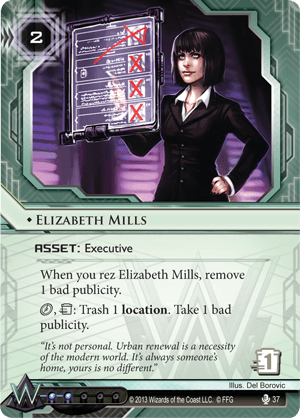 2
ELIZABETH MILLS
ASSET: Executive
When you rez Elizabeth Mills, remove
1 bad publicity.
, : Trash 1 location. Take 1 bad
publicity.
“It’s not personal. Urban renewal is a necessity
of the modern world. It’s always someone’s
home, yours is no different.”
1
Illus. Del Borovic
© 2013 Wizards of the Coast LLC. © FFG
37